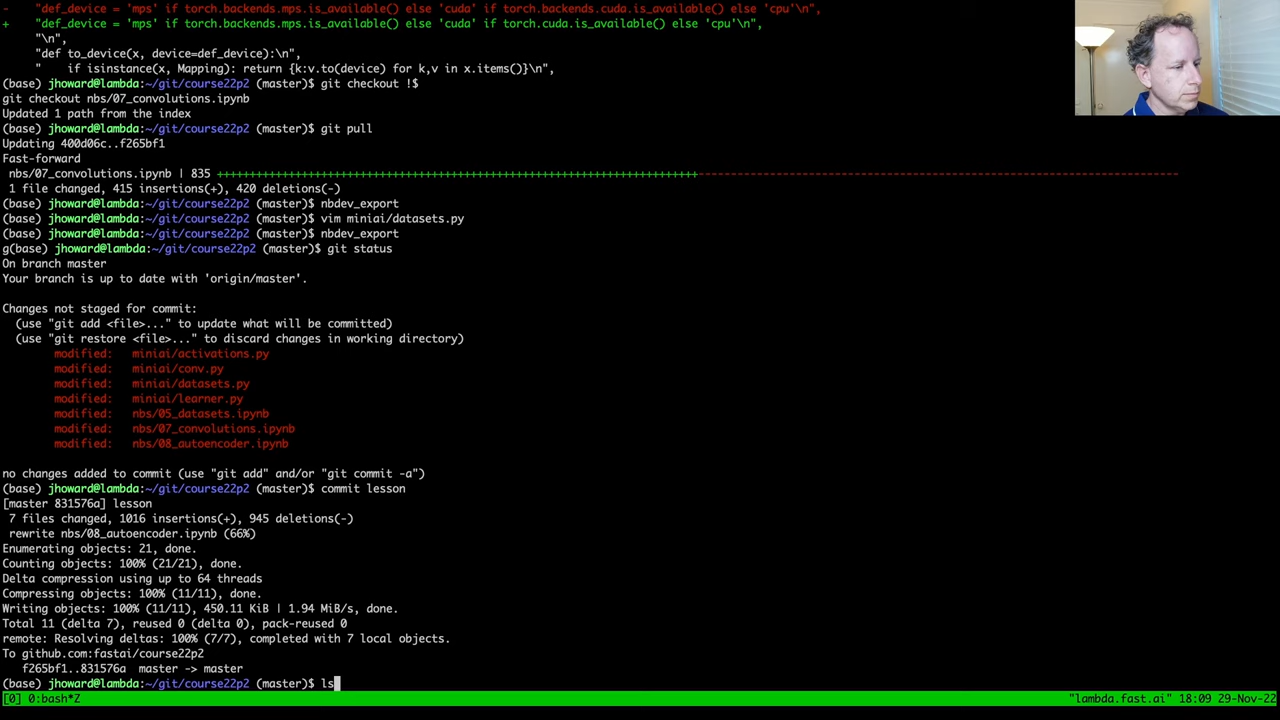 -     "def_device = 'mps' if torch.backends.mps.is_available() else 'cuda' if torch.backends.cuda.is_available() else 'cpu'\n",
+     "def_device = 'mps' if torch.backends.mps.is_available() else 'cuda' if torch.cuda.is_available() else 'cpu'\n",
"\n",
"def to_device(x, device=def_device):\n",
"    if isinstance(x, Mapping): return {k:v.to(device) for k,v in x.items()}\n",
(base) jhoward@lambda:~/git/course22p2 (master)$ git checkout !$
git checkout nbs/07_convolutions.ipynb
Updated 1 path from the index
(base) jhoward@lambda:~/git/course22p2 (master)$ git pull
Updating 400d06c..f265bf1
Fast-forward
nbs/07_convolutions.ipynb | 835 ++++++++++++++++++++++++++++++++++++++++++++++++++++++++++++++++++++++++++--------------------------------------------------------------------------
1 file changed, 415 insertions(+), 420 deletions(-)
(base) jhoward@lambda:~/git/course22p2 (master)$ nbdev_export
(base) jhoward@lambda:~/git/course22p2 (master)$ vim miniai/datasets.py
(base) jhoward@lambda:~/git/course22p2 (master)$ nbdev_export
g(base) jhoward@lambda:~/git/course22p2 (master)$ git status
On branch master
Your branch is up to date with 'origin/master'.
Changes not staged for commit:
(use "git add <file>..." to update what will be committed)
(use "git restore <file>..." to discard changes in working directory)
modified:   miniai/activations.py
modified:   miniai/conv.py
modified:   miniai/datasets.py
modified:   miniai/learner.py
modified:   nbs/05_datasets.ipynb
modified:   nbs/07_convolutions.ipynb
modified:   nbs/08_autoencoder.ipynb
no changes added to commit (use "git add" and/or "git commit -a")
(base) jhoward@lambda:~/git/course22p2 (master)$ commit lesson
[master 831576a] lesson
7 files changed, 1016 insertions(+), 945 deletions(-)
rewrite nbs/08_autoencoder.ipynb (66%)
Enumerating objects: 21, done.
Counting objects: 100% (21/21), done.
Delta compression using up to 64 threads
Compressing objects: 100% (11/11), done.
Writing objects: 100% (11/11), 450.11 KiB | 1.94 MiB/s, done.
Total 11 (delta 7), reused 0 (delta 0), pack-reused 0
remote: Resolving deltas: 100% (7/7), completed with 7 local objects.
To github.com:fastai/course22p2
f265bf1..831576a  master -> master
(base) jhoward@lambda:~/git/course22p2 (master)$ ls
[0] 0:bash*Z "lambda.fast.ai" 18:09 29-Nov-22